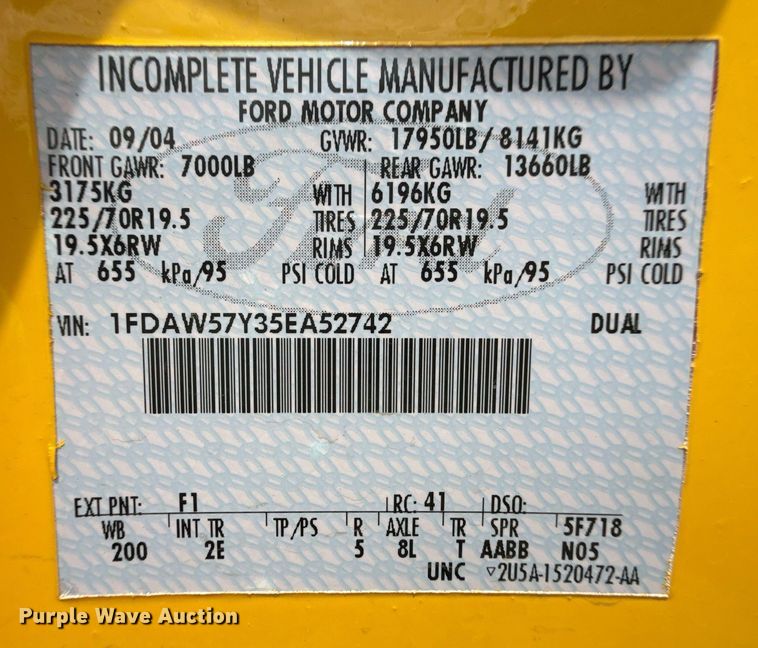 INCOMPLETE VEHICLE MANUFACTURED BY
FORD MOTOR COMPANY
DATE: 09/04 GVWR: 17950LB/ 8141KG
FRONT GAWR: 7000LB REAR GAWR: 13660LB
3175KG WITH 6196KG WITH
225/70R19.5 TIRES 225/70R19.5 TIRES
19.5X6RW RIMS 19.5X6RW RIMS
AT 655 kPa/95 PSI COLD AT 655 kPa/95 PSI COLD
VIN: 1FDAW57Y35EA52742 DUAL
EXT PNT: F1 RC: 41 DSO:
WB INT TR TP/PS R AXLE TR SPR 5F718
200 2E 5 8L T AABB N05
UNC ▽2U5A-1520472-AA
Purple Wave Auction